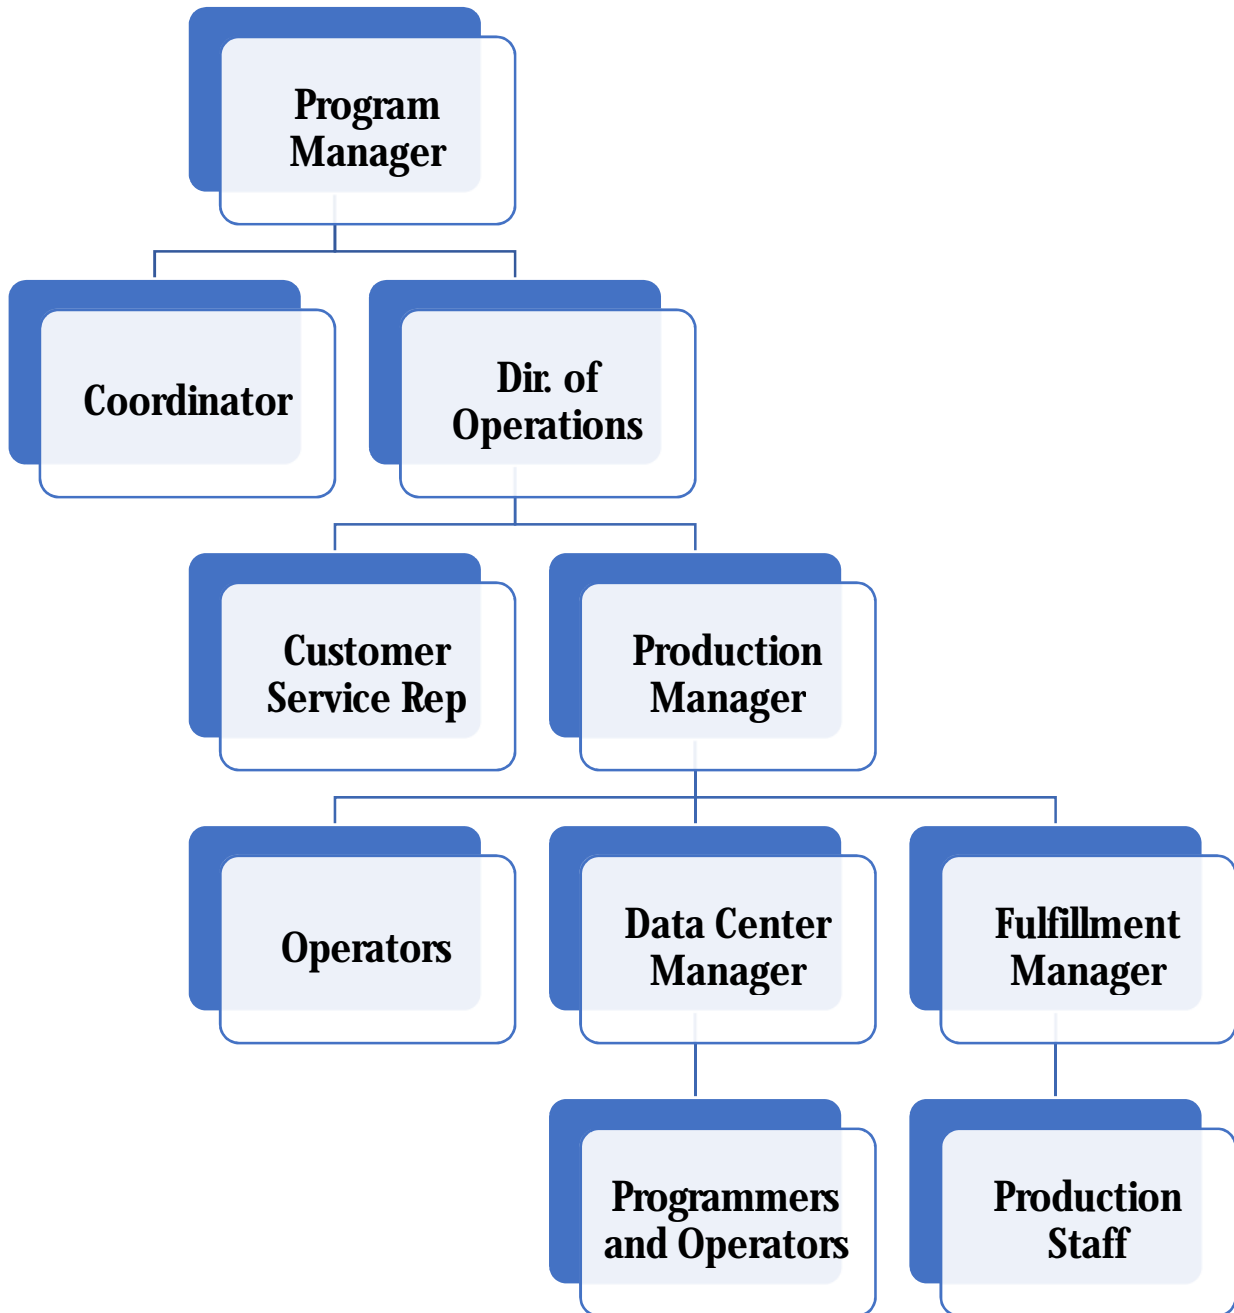 Program
Manager
Coordinator
Dir. of
Operations
Customer
Service Rep
Production
Manager
Operators
Data Center
Manager
Fulfillment
Manager
Programmers
and Operators
Production
Staff